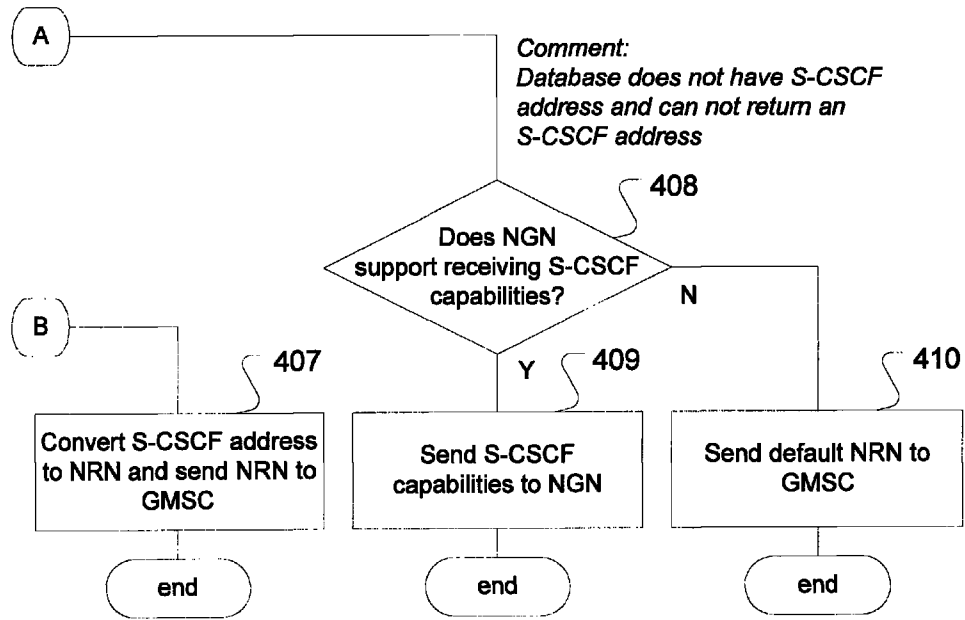 A
Comment:
Database does not have S-CSCF
address and can not return an
S-CSCF address
408
Does NGN
support receiving S-CSCF
capabilities?
N
Y
B
407
Convert S-CSCF address
to NRN and send NRN to
GMSC
end
409
Send S-CSCF
capabilities to NGN
end
410
Send default NRN to
GMSC
end